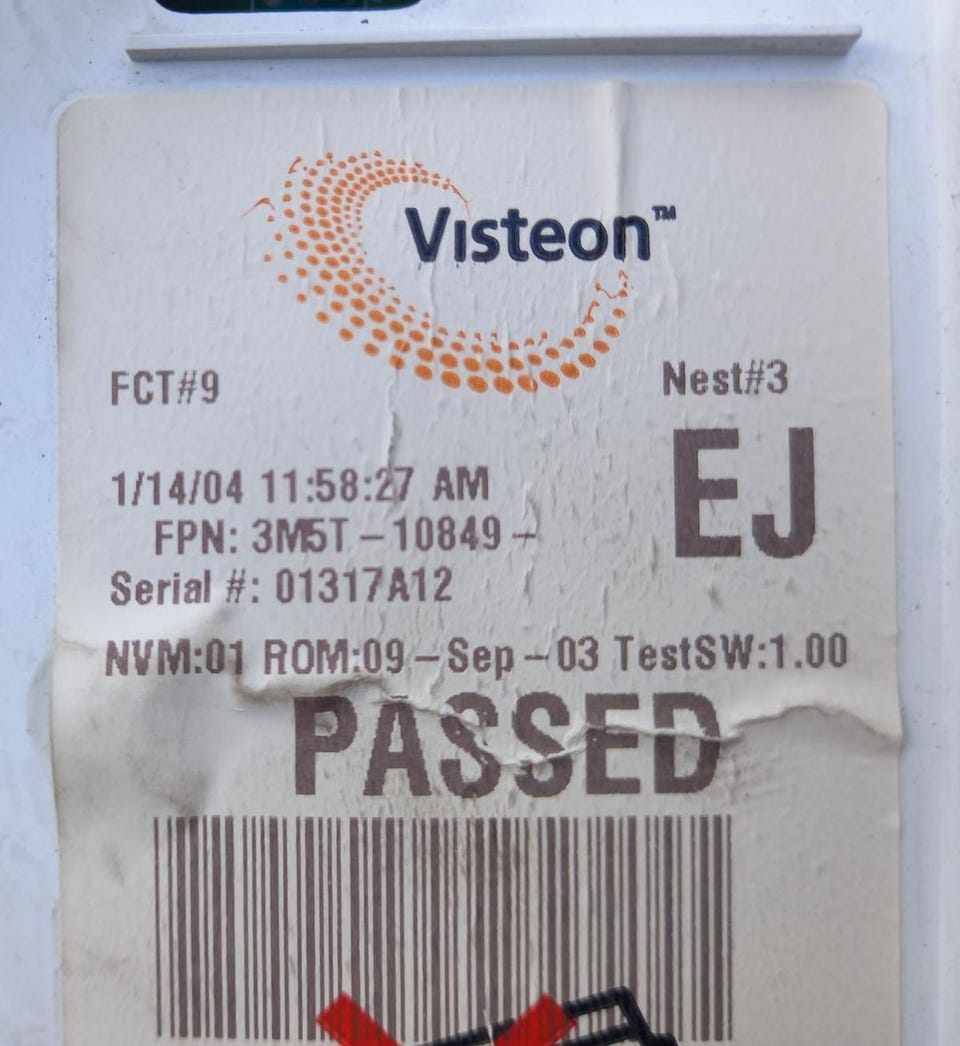 Visteon™
FCT#9
Nest#3
EJ
1/14/04 11:58:27 AM
FPN: 3M5T - 10849 -
Serial #: 01317A12
NVM:01 ROM:09 - Sep - 03 TestSW:1.00
PASSED